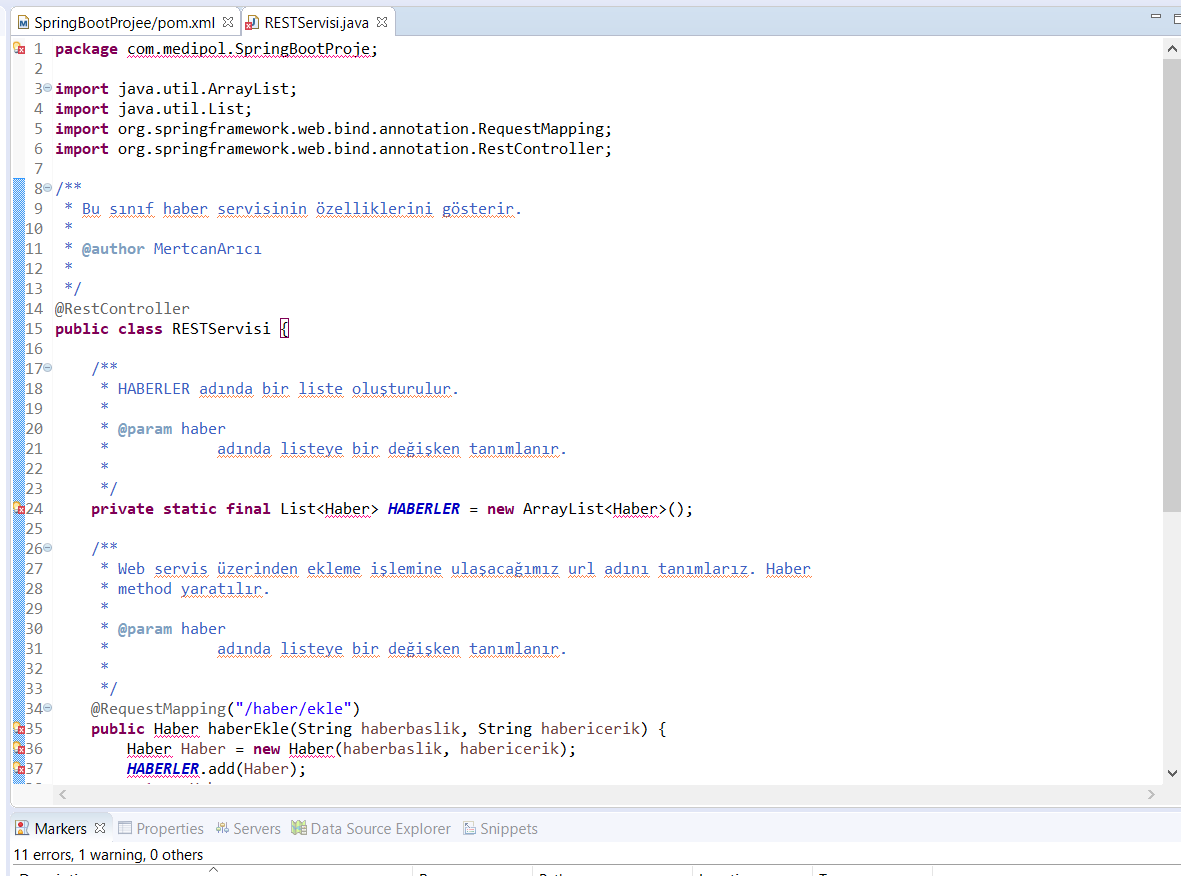 SpringBootProjee/pom.xml RESTServisi.java
1 package com.medipol.SpringBootProje;
2
3 import java.util.ArrayList;
4 import java.util.List;
5 import org.springframework.web.bind.annotation.RequestMapping;
6 import org.springframework.web.bind.annotation.RestController;
7
8 /**
9 * Bu sınıf haber servisinin özelliklerini gösterir.
10 *
11 * @author MertcanArıcı
12 *
13 */
14 @RestController
15 public class RESTServisi {
16
17 /**
18 * HABERLER adında bir liste oluşturulur.
19 *
20 * @param haber
21 * adında listeye bir değişken tanımlanır.
22 *
23 */
24 private static final List<Haber> HABERLER = new ArrayList<Haber>();
25
26 /**
27 * Web servis üzerinden ekleme işlemine ulaşacağımız url adını tanımlarız. Haber
28 * method yaratılır.
29 *
30 * @param haber
31 * adında listeye bir değişken tanımlanır.
32 *
33 */
34 @RequestMapping("/haber/ekle")
35 public Haber haberEkle(String haberbaslik, String habericerik) {
36 Haber Haber = new Haber(haberbaslik, habericerik);
37 HABERLER.add(Haber);
Markers Properties Servers Data Source Explorer Snippets
11 errors, 1 warning, 0 others